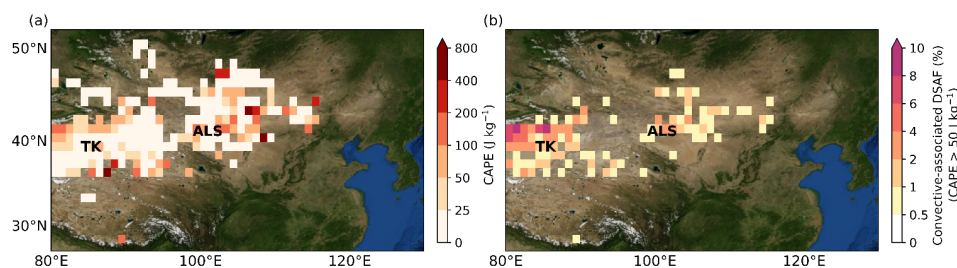 (a)
50°N
40°N
30°N
80°E
100°E
120°E
TK
ALS
800
400
200
100
50
25
0
CAPE (J kg⁻¹)
(b)
80°E
100°E
120°E
TK
ALS
10
8
6
4
2
1
0.5
0
Convective-associated DSAF (%)
(CAPE > 50 J kg⁻¹)